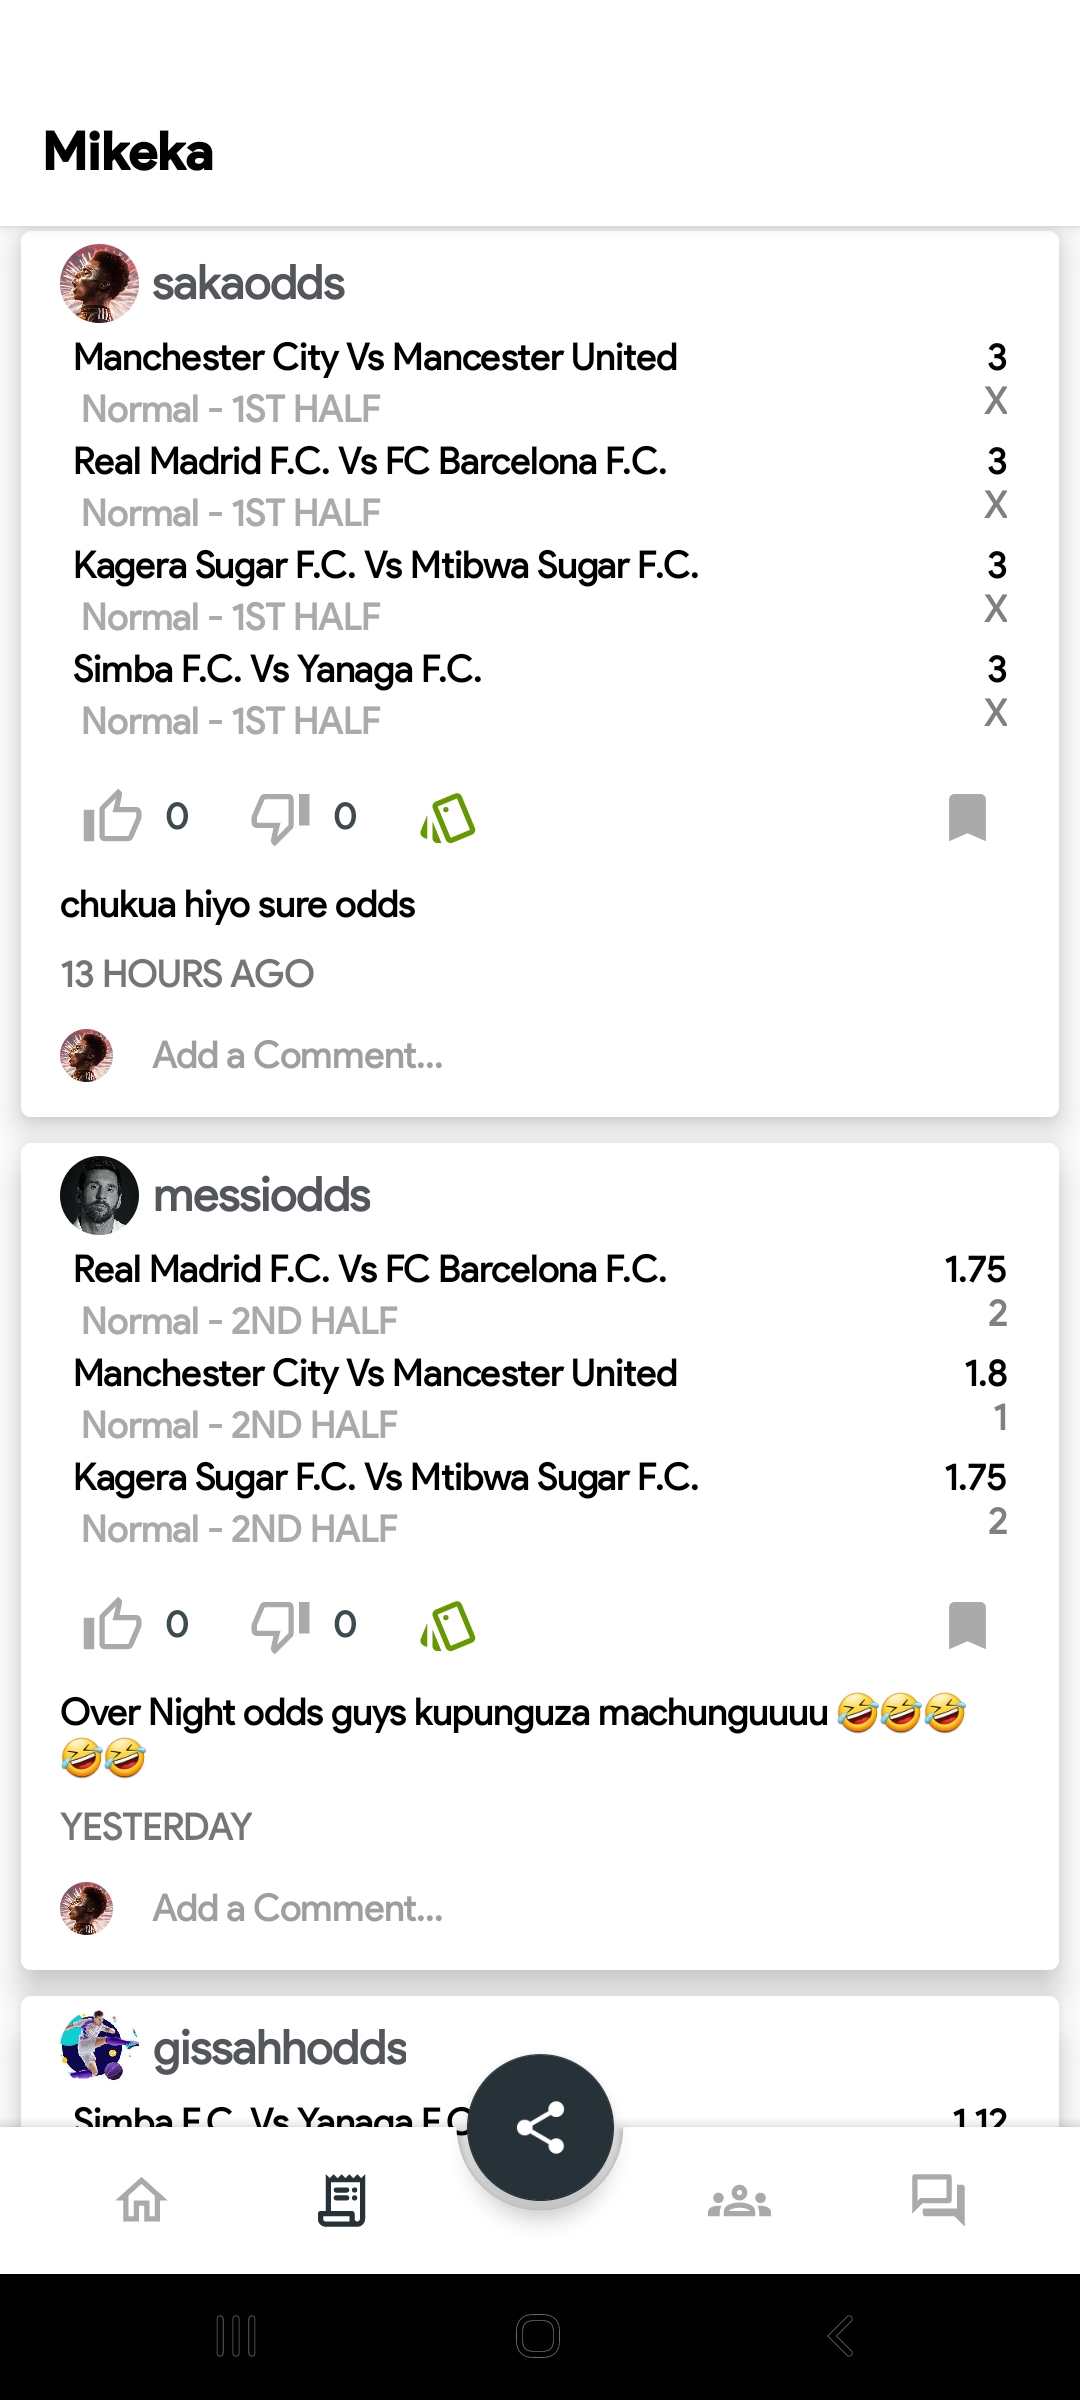 Mikeka
sakaodds
Manchester City Vs Mancester United 3
Normal - 1ST HALF X
Real Madrid F.C. Vs FC Barcelona F.C. 3
Normal - 1ST HALF X
Kagera Sugar F.C. Vs Mtibwa Sugar F.C. 3
Normal - 1ST HALF X
Simba F.C. Vs Yanaga F.C. 3
Normal - 1ST HALF X
0 0
chukua hiyo sure odds
13 HOURS AGO
Add a Comment...
messiodds
Real Madrid F.C. Vs FC Barcelona F.C. 1.75
Normal - 2ND HALF 2
Manchester City Vs Mancester United 1.8
Normal - 2ND HALF 1
Kagera Sugar F.C. Vs Mtibwa Sugar F.C. 1.75
Normal - 2ND HALF 2
0 0
Over Night odds guys kupunguza machunguuuu 🤣🤣🤣
🤣🤣
YESTERDAY
Add a Comment...
gissahhodds
Simba F.C. Vs Yanaga F.C 1.12